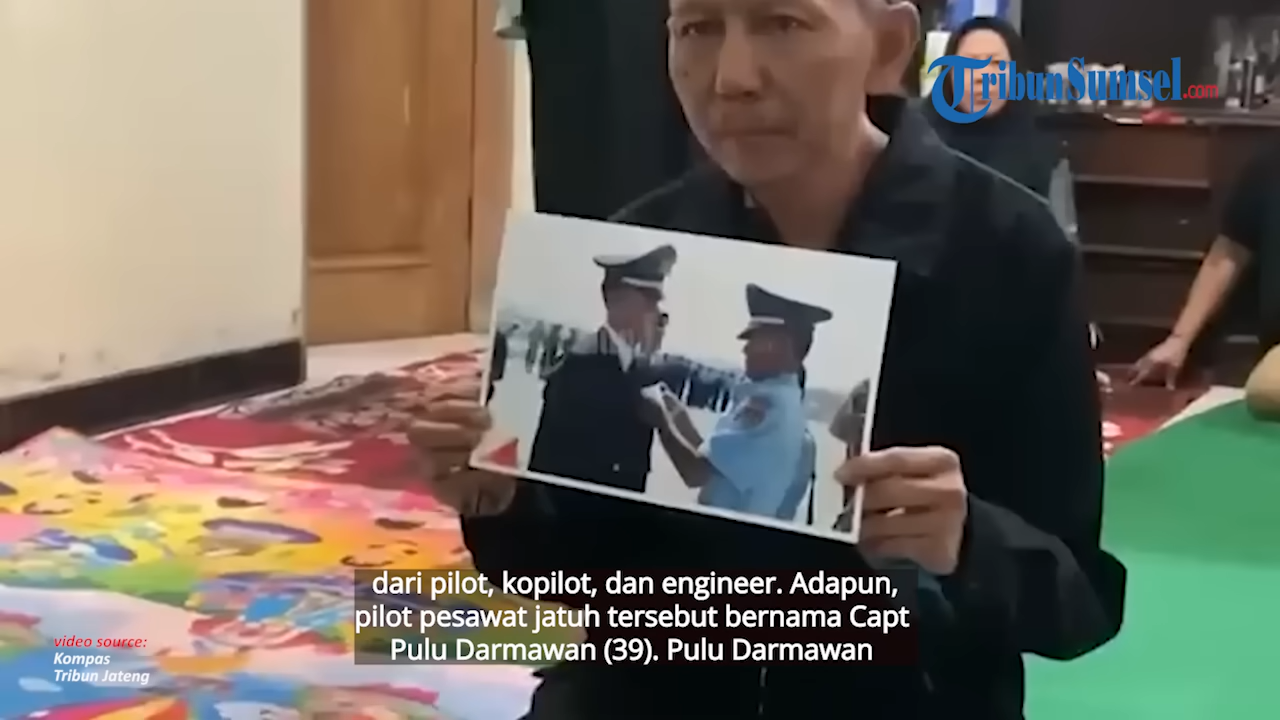 TribunSumsel.com
dari pilot, kopilot, dan engineer. Adapun,
pilot pesawat jatuh tersebut bernama Capt
Pulu Darmawan (39). Pulu Darmawan
video source:
Kompas
Tribun Jateng